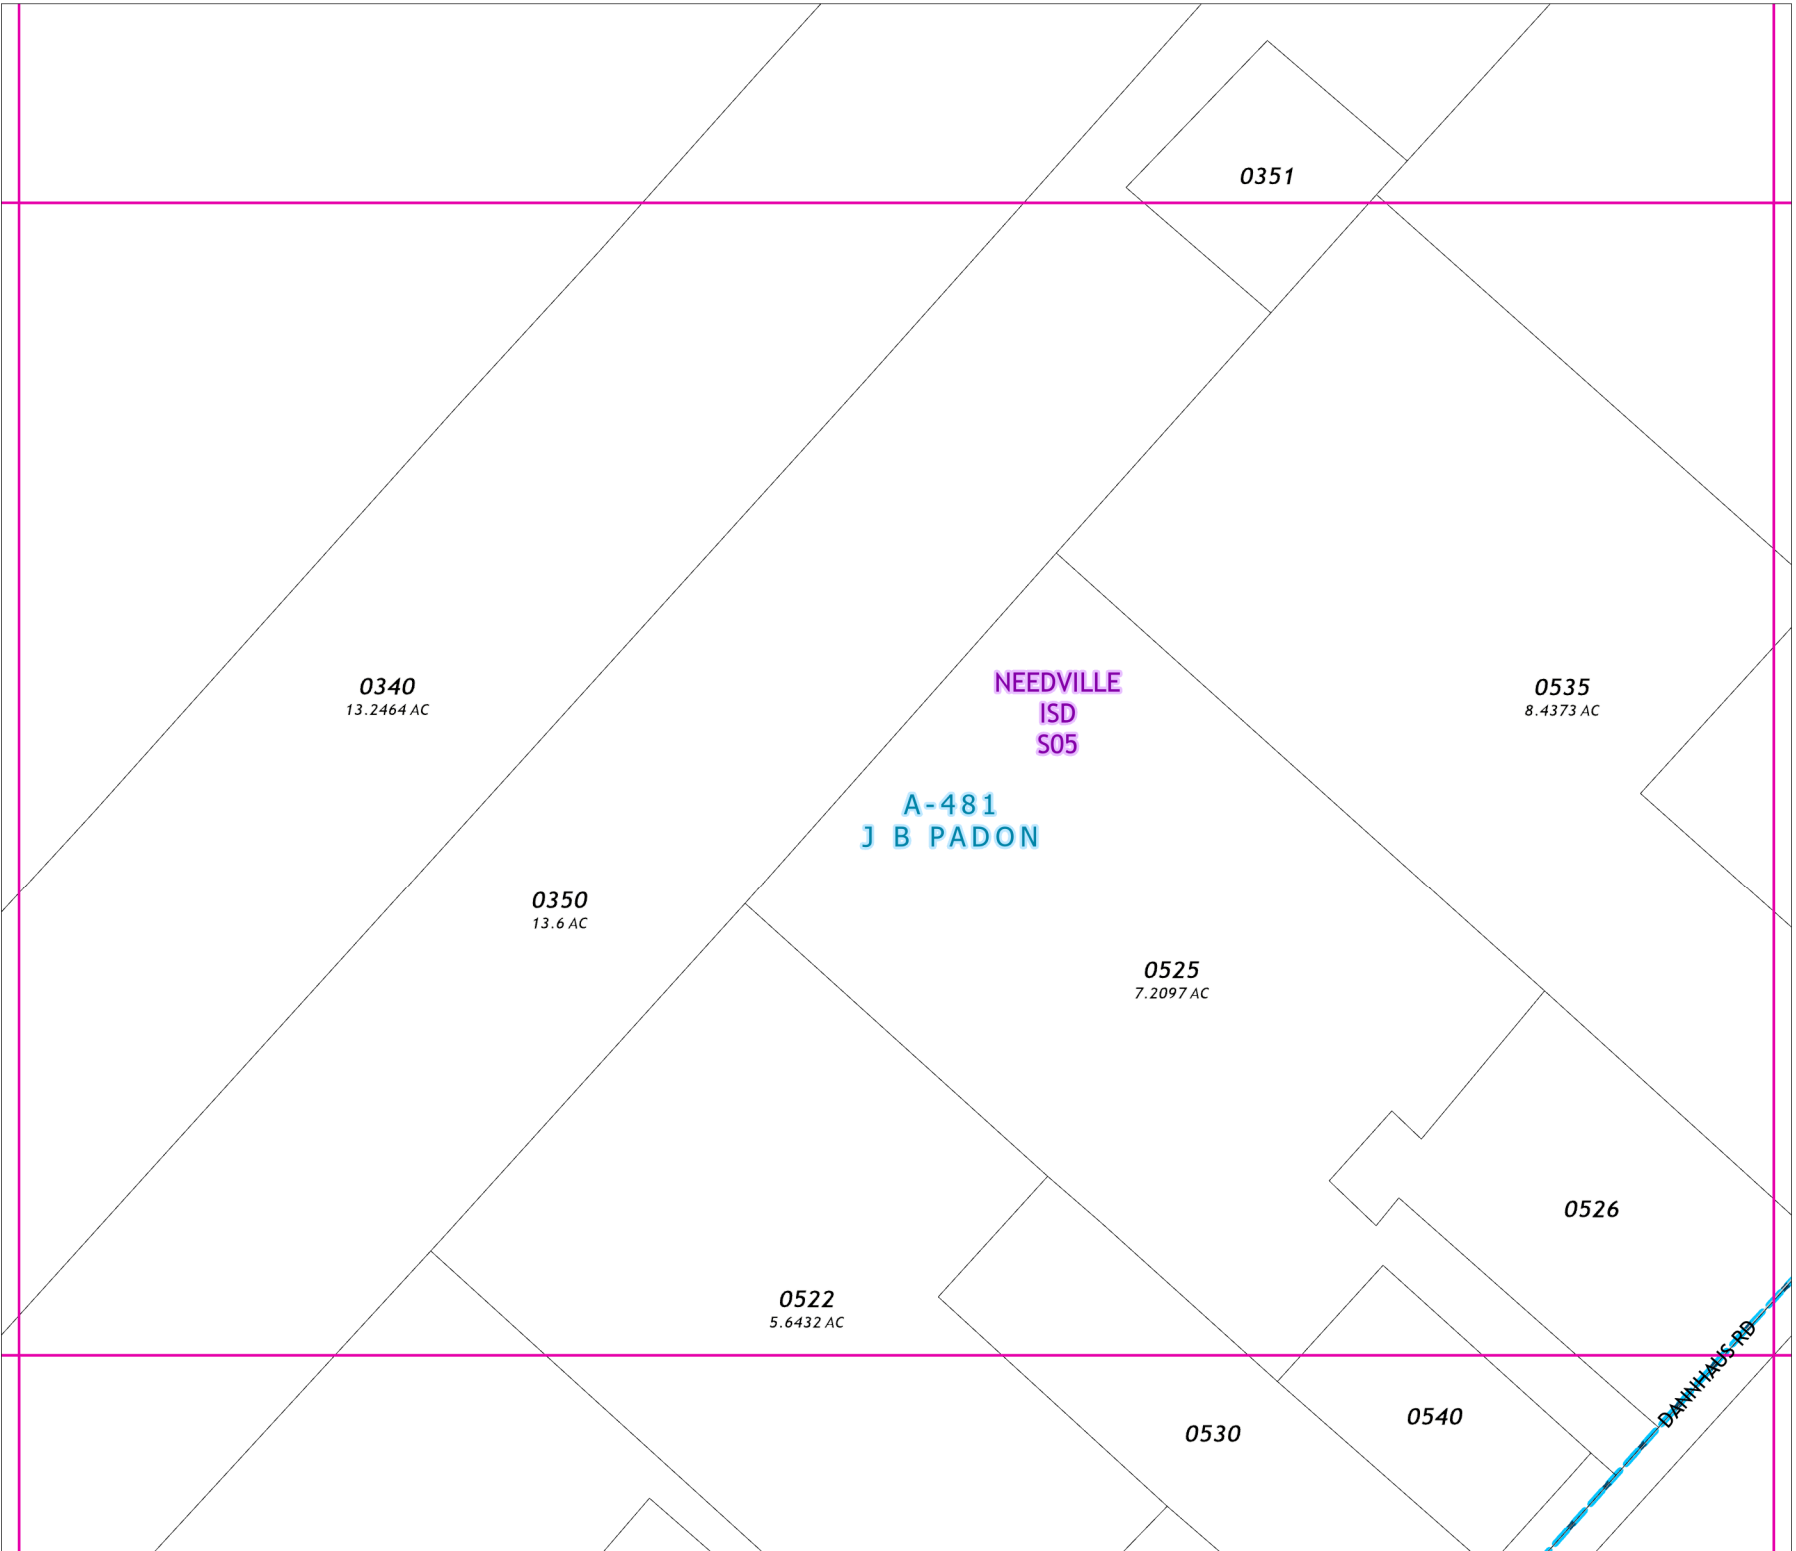 0351
0340
13.2464 AC
NEEDVILLE
ISD
S05
0535
8.4373 AC
A-481
J B PADON
0350
13.6 AC
0525
7.2097 AC
0526
0522
5.6432 AC
DANNHAUS RD
0540
0530